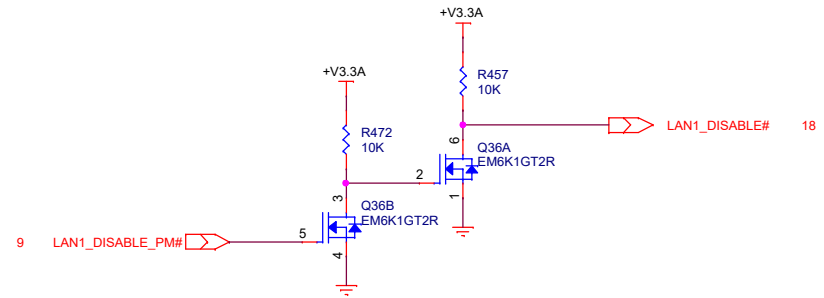 +V3.3A
R457
10K
+V3.3A
R472
10K
LAN1_DISABLE# 18
6
Q36A
EM6K1GT2R
2
1
3
Q36B
EM6K1GT2R
9 LAN1_DISABLE_PM#
5
4